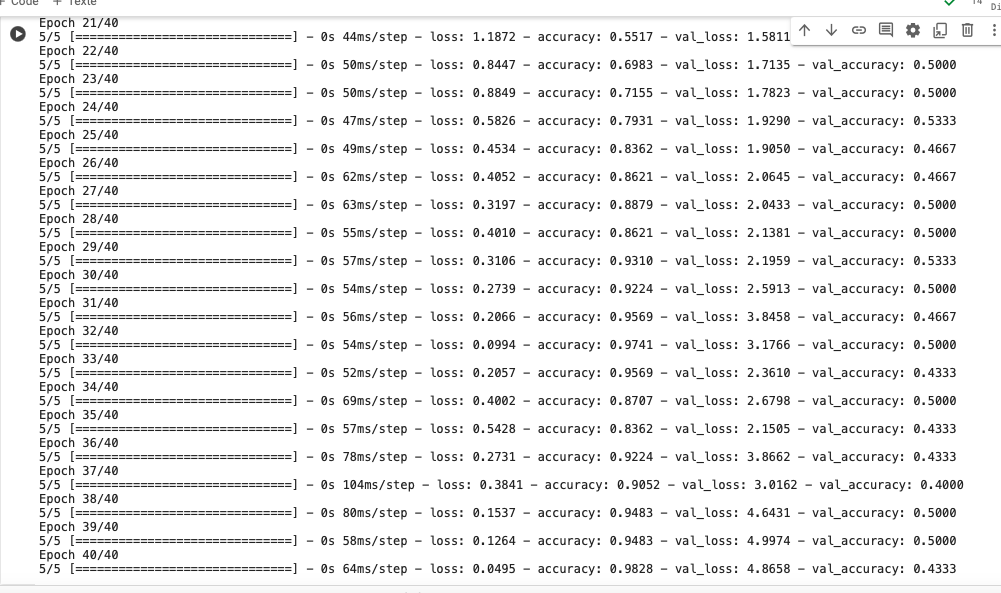 Code + Texte
Epoch 21/40
5/5 [==============================] - 0s 44ms/step - loss: 1.1872 - accuracy: 0.5517 - val_loss: 1.5811
Epoch 22/40
5/5 [==============================] - 0s 50ms/step - loss: 0.8447 - accuracy: 0.6983 - val_loss: 1.7135 - val_accuracy: 0.5000
Epoch 23/40
5/5 [==============================] - 0s 50ms/step - loss: 0.8849 - accuracy: 0.7155 - val_loss: 1.7823 - val_accuracy: 0.5000
Epoch 24/40
5/5 [==============================] - 0s 47ms/step - loss: 0.5826 - accuracy: 0.7931 - val_loss: 1.9290 - val_accuracy: 0.5333
Epoch 25/40
5/5 [==============================] - 0s 49ms/step - loss: 0.4534 - accuracy: 0.8362 - val_loss: 1.9050 - val_accuracy: 0.4667
Epoch 26/40
5/5 [==============================] - 0s 62ms/step - loss: 0.4052 - accuracy: 0.8621 - val_loss: 2.0645 - val_accuracy: 0.4667
Epoch 27/40
5/5 [==============================] - 0s 63ms/step - loss: 0.3197 - accuracy: 0.8879 - val_loss: 2.0433 - val_accuracy: 0.5000
Epoch 28/40
5/5 [==============================] - 0s 55ms/step - loss: 0.4010 - accuracy: 0.8621 - val_loss: 2.1381 - val_accuracy: 0.5000
Epoch 29/40
5/5 [==============================] - 0s 57ms/step - loss: 0.3106 - accuracy: 0.9310 - val_loss: 2.1959 - val_accuracy: 0.5333
Epoch 30/40
5/5 [==============================] - 0s 54ms/step - loss: 0.2739 - accuracy: 0.9224 - val_loss: 2.5913 - val_accuracy: 0.5000
Epoch 31/40
5/5 [==============================] - 0s 56ms/step - loss: 0.2066 - accuracy: 0.9569 - val_loss: 3.8458 - val_accuracy: 0.4667
Epoch 32/40
5/5 [==============================] - 0s 54ms/step - loss: 0.0994 - accuracy: 0.9741 - val_loss: 3.1766 - val_accuracy: 0.5000
Epoch 33/40
5/5 [==============================] - 0s 52ms/step - loss: 0.2057 - accuracy: 0.9569 - val_loss: 2.3610 - val_accuracy: 0.4333
Epoch 34/40
5/5 [==============================] - 0s 69ms/step - loss: 0.4002 - accuracy: 0.8707 - val_loss: 2.6798 - val_accuracy: 0.5000
Epoch 35/40
5/5 [==============================] - 0s 57ms/step - loss: 0.5428 - accuracy: 0.8362 - val_loss: 2.1505 - val_accuracy: 0.4333
Epoch 36/40
5/5 [==============================] - 0s 78ms/step - loss: 0.2731 - accuracy: 0.9224 - val_loss: 3.8662 - val_accuracy: 0.4333
Epoch 37/40
5/5 [==============================] - 0s 104ms/step - loss: 0.3841 - accuracy: 0.9052 - val_loss: 3.0162 - val_accuracy: 0.4000
Epoch 38/40
5/5 [==============================] - 0s 80ms/step - loss: 0.1537 - accuracy: 0.9483 - val_loss: 4.6431 - val_accuracy: 0.5000
Epoch 39/40
5/5 [==============================] - 0s 58ms/step - loss: 0.1264 - accuracy: 0.9483 - val_loss: 4.9974 - val_accuracy: 0.5000
Epoch 40/40
5/5 [==============================] - 0s 64ms/step - loss: 0.0495 - accuracy: 0.9828 - val_loss: 4.8658 - val_accuracy: 0.4333